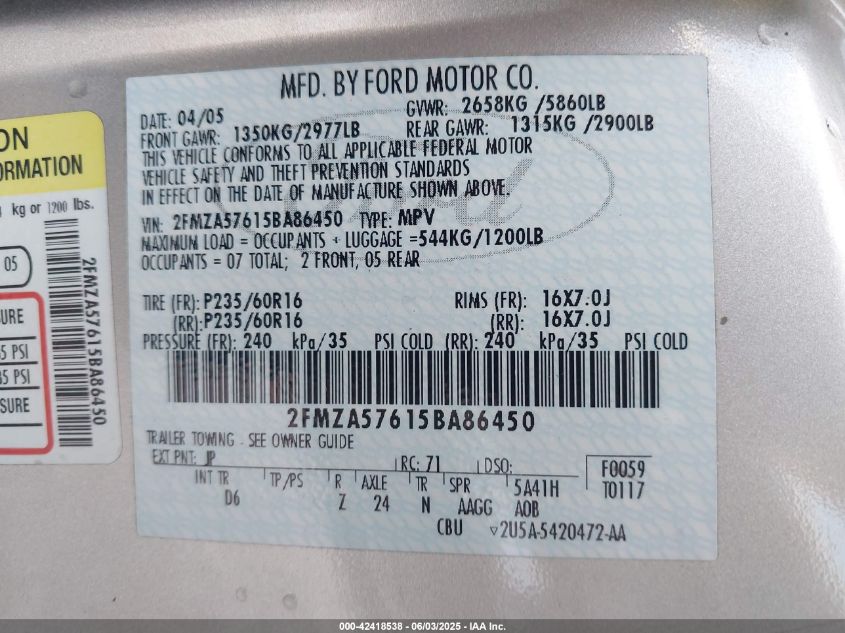 MFD. BY FORD MOTOR CO.
DATE: 04/05 GVWR: 2658KG /5860LB
FRONT GAWR: 1350KG/2977LB REAR GAWR: 1315KG /2900LB
THIS VEHICLE CONFORMS TO ALL APPLICABLE FEDERAL MOTOR
VEHICLE SAFETY AND THEFT PREVENTION STANDARDS
IN EFFECT ON THE DATE OF MANUFACTURE SHOWN ABOVE.
VIN: 2FMZA57615BA86450 TYPE: MPV
MAXIMUM LOAD = OCCUPANTS + LUGGAGE =544KG/1200LB
OCCUPANTS = 07 TOTAL; 2 FRONT, 05 REAR
TIRE (FR): P235/60R16 RIMS (FR): 16X7.0J
(RR): P235/60R16 (RR): 16X7.0J
PRESSURE (FR): 240 kPa/35 PSI COLD (RR): 240 kPa/35 PSI COLD
2FMZA57615BA86450
TRAILER TOWING - SEE OWNER GUIDE
EXT PNT: JP RC: 71 DSO: F0059
INT TR TP/PS R AXLE TR SPR 5A41H T0117
D6 Z 24 N AAGG AOB
CBU 2U5A-5420472-AA
ON
ORMATION
kg or 1200 lbs.
05
URE
5 PSI
35 PSI
SSURE
2FMZA57615BA86450
000-42418538 - 06/03/2025 - IAA Inc.